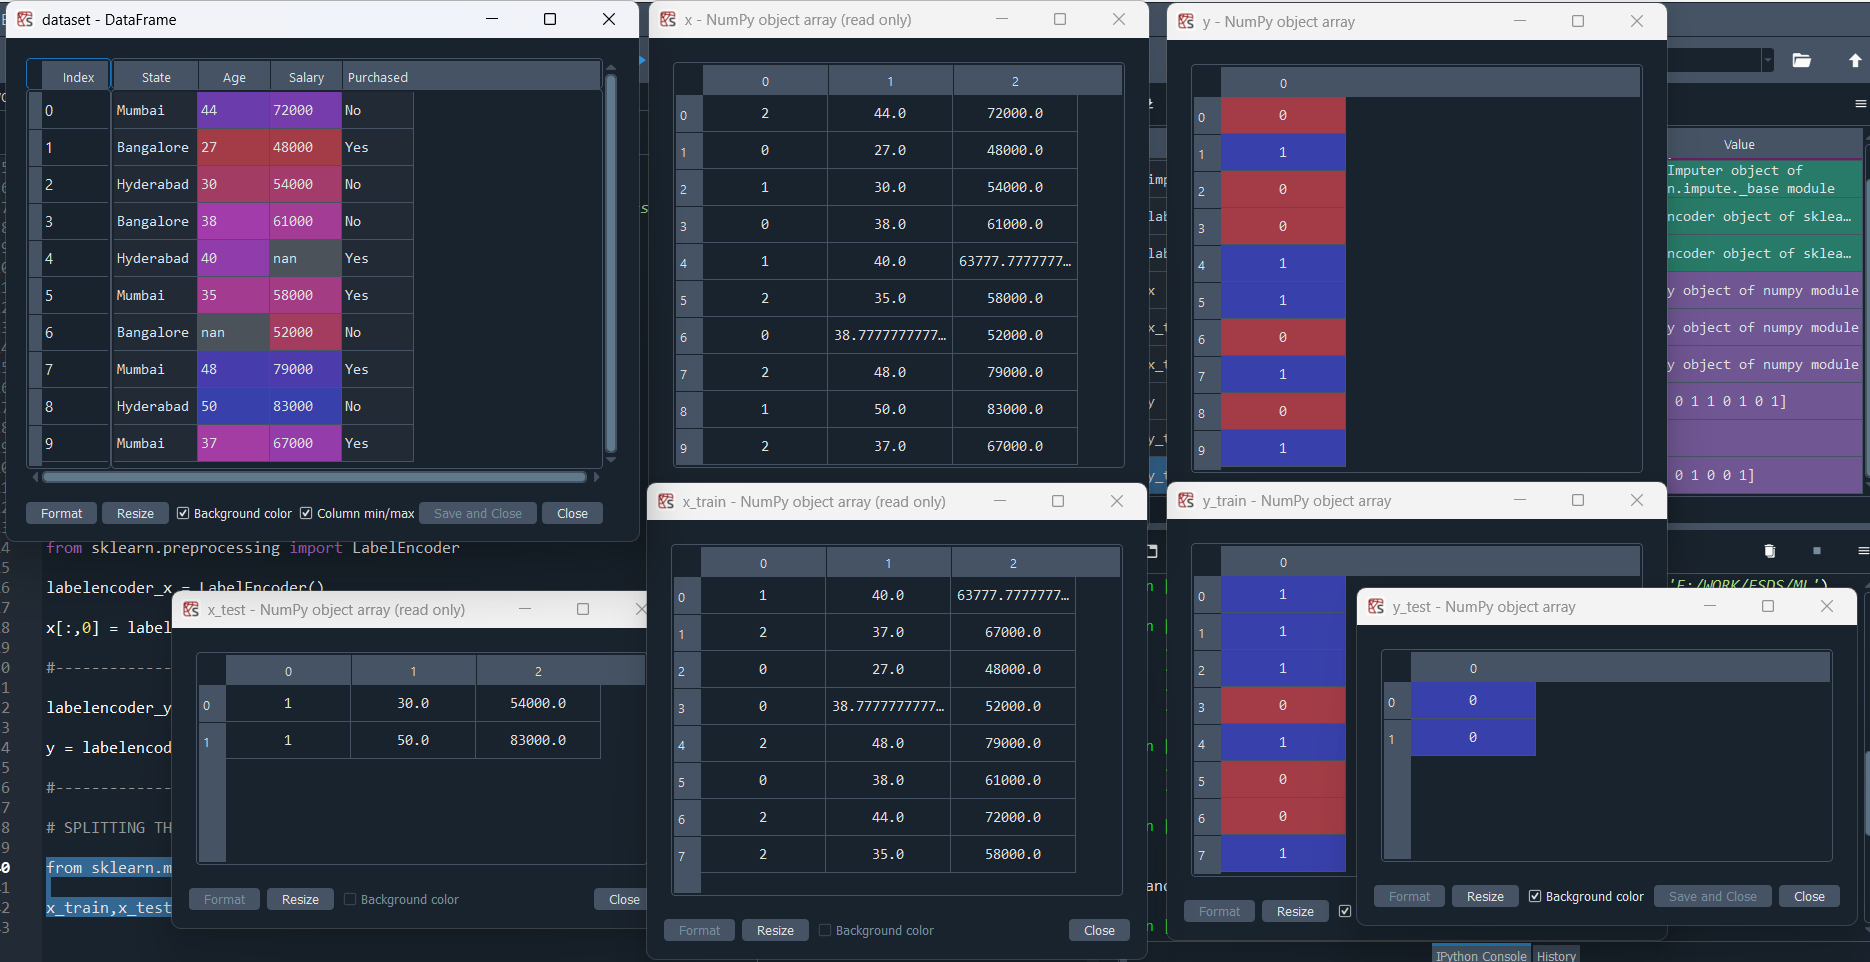 dataset - DataFrame
Index State Age Salary Purchased
0 Mumbai 44 72000 No
1 Bangalore 27 48000 Yes
2 Hyderabad 30 54000 No
3 Bangalore 38 61000 No
4 Hyderabad 40 nan Yes
5 Mumbai 35 58000 Yes
6 Bangalore nan 52000 No
7 Mumbai 48 79000 Yes
8 Hyderabad 50 83000 No
9 Mumbai 37 67000 Yes
Format Resize Background color Column min/max Save and Close Close
x - NumPy object array (read only)
0 1 2
0 2 44.0 72000.0
1 0 27.0 48000.0
2 1 30.0 54000.0
3 0 38.0 61000.0
4 1 40.0 63777.7777777...
5 2 35.0 58000.0
6 0 38.7777777777... 52000.0
7 2 48.0 79000.0
8 1 50.0 83000.0
9 2 37.0 67000.0
y - NumPy object array
0
0 0
1 1
2 0
3 0
4 1
5 1
6 0
7 1
8 0
9 1
Value
Imputer object of
n.impute._base module
ncoder object of sklea...
ncoder object of sklea...
y object of numpy module
y object of numpy module
y object of numpy module
0 1 1 0 1 0 1]
0 1 0 0 1]
from sklearn.preprocessing import LabelEncoder
labelencoder_x = LabelEncoder()
x[:,0] = label
#-------------
labelencoder_y
y = labelencod
#-------------
# SPLITTING TH
from sklearn.m
x_train,x_test
x_test - NumPy object array (read only)
0 1 2
0 1 30.0 54000.0
1 1 50.0 83000.0
Format Resize Background color Close
x_train - NumPy object array (read only)
0 1 2
0 1 40.0 63777.7777777...
1 2 37.0 67000.0
2 0 27.0 48000.0
3 0 38.7777777777... 52000.0
4 2 48.0 79000.0
5 0 38.0 61000.0
6 2 44.0 72000.0
7 2 35.0 58000.0
Format Resize Background color Close
y_train - NumPy object array
0
0 1
1 1
2 1
3 0
4 1
5 0
6 0
7 1
Format Resize
y_test - NumPy object array
0
0 0
1 0
Format Resize Background color Save and Close Close
IPython Console History